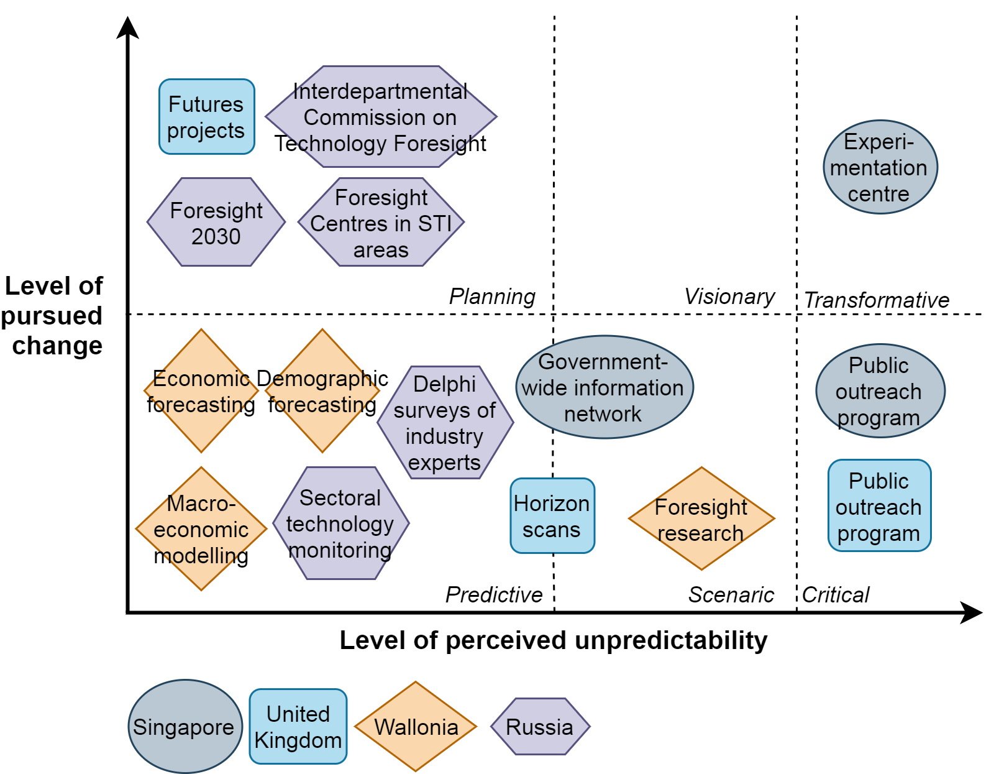 Futures
projects
Interdepartmental
Commission on
Technology Foresight
Experi-
mentation
centre
Foresight
2030
Foresight
Centres in STI
areas
Level of
pursued
change
Planning
Visionary
Transformative
Economic
forecasting
Demographic
forecasting
Delphi
surveys of
industry
experts
Government-
wide information
network
Public
outreach
program
Macro-
economic
modelling
Sectoral
technology
monitoring
Horizon
scans
Foresight
research
Public
outreach
program
Predictive
Scenaric
Critical
Level of perceived unpredictability
Singapore
United
Kingdom
Wallonia
Russia